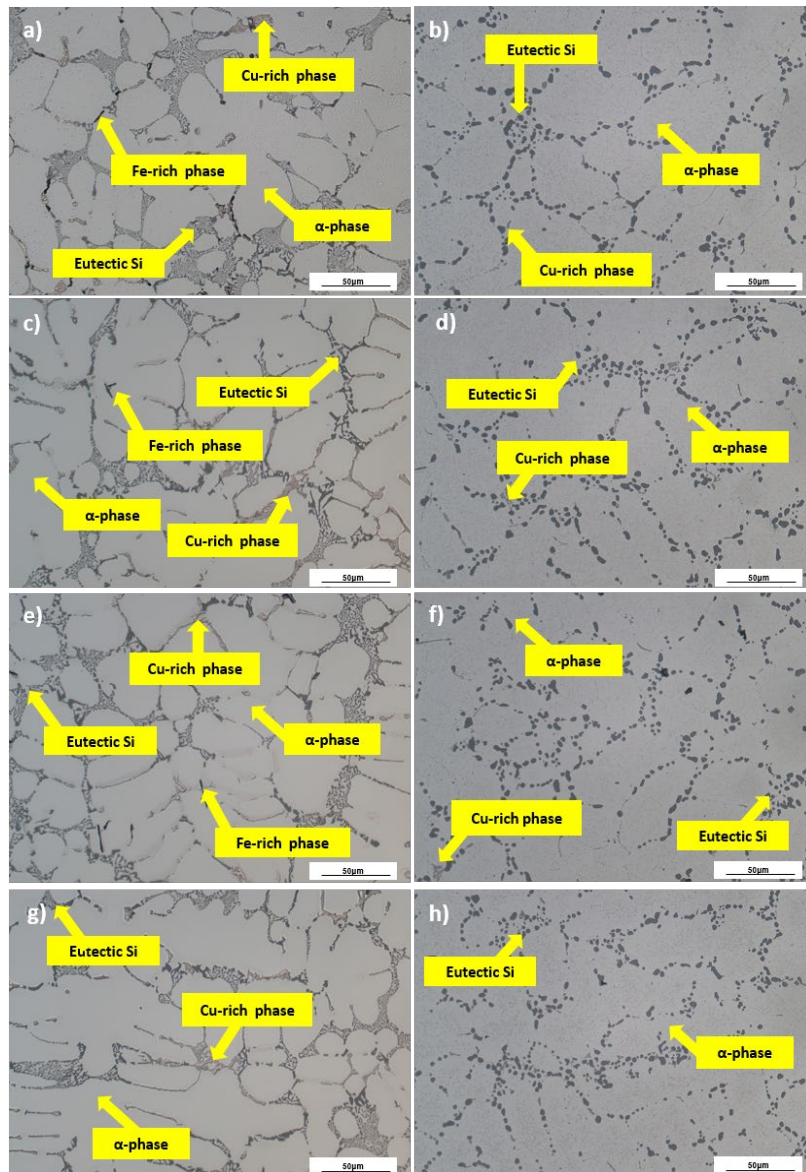 a)
Cu-rich phase
Fe-rich phase
α-phase
Eutectic Si
50µm
b)
Eutectic Si
α-phase
Cu-rich phase
50µm
c)
Eutectic Si
Fe-rich phase
α-phase
Cu-rich phase
50µm
d)
Eutectic Si
α-phase
Cu-rich phase
50µm
e)
Cu-rich phase
α-phase
Eutectic Si
Fe-rich phase
50µm
f)
α-phase
Cu-rich phase
Eutectic Si
50µm
g)
Eutectic Si
Cu-rich phase
α-phase
50µm
h)
Eutectic Si
α-phase
50µm